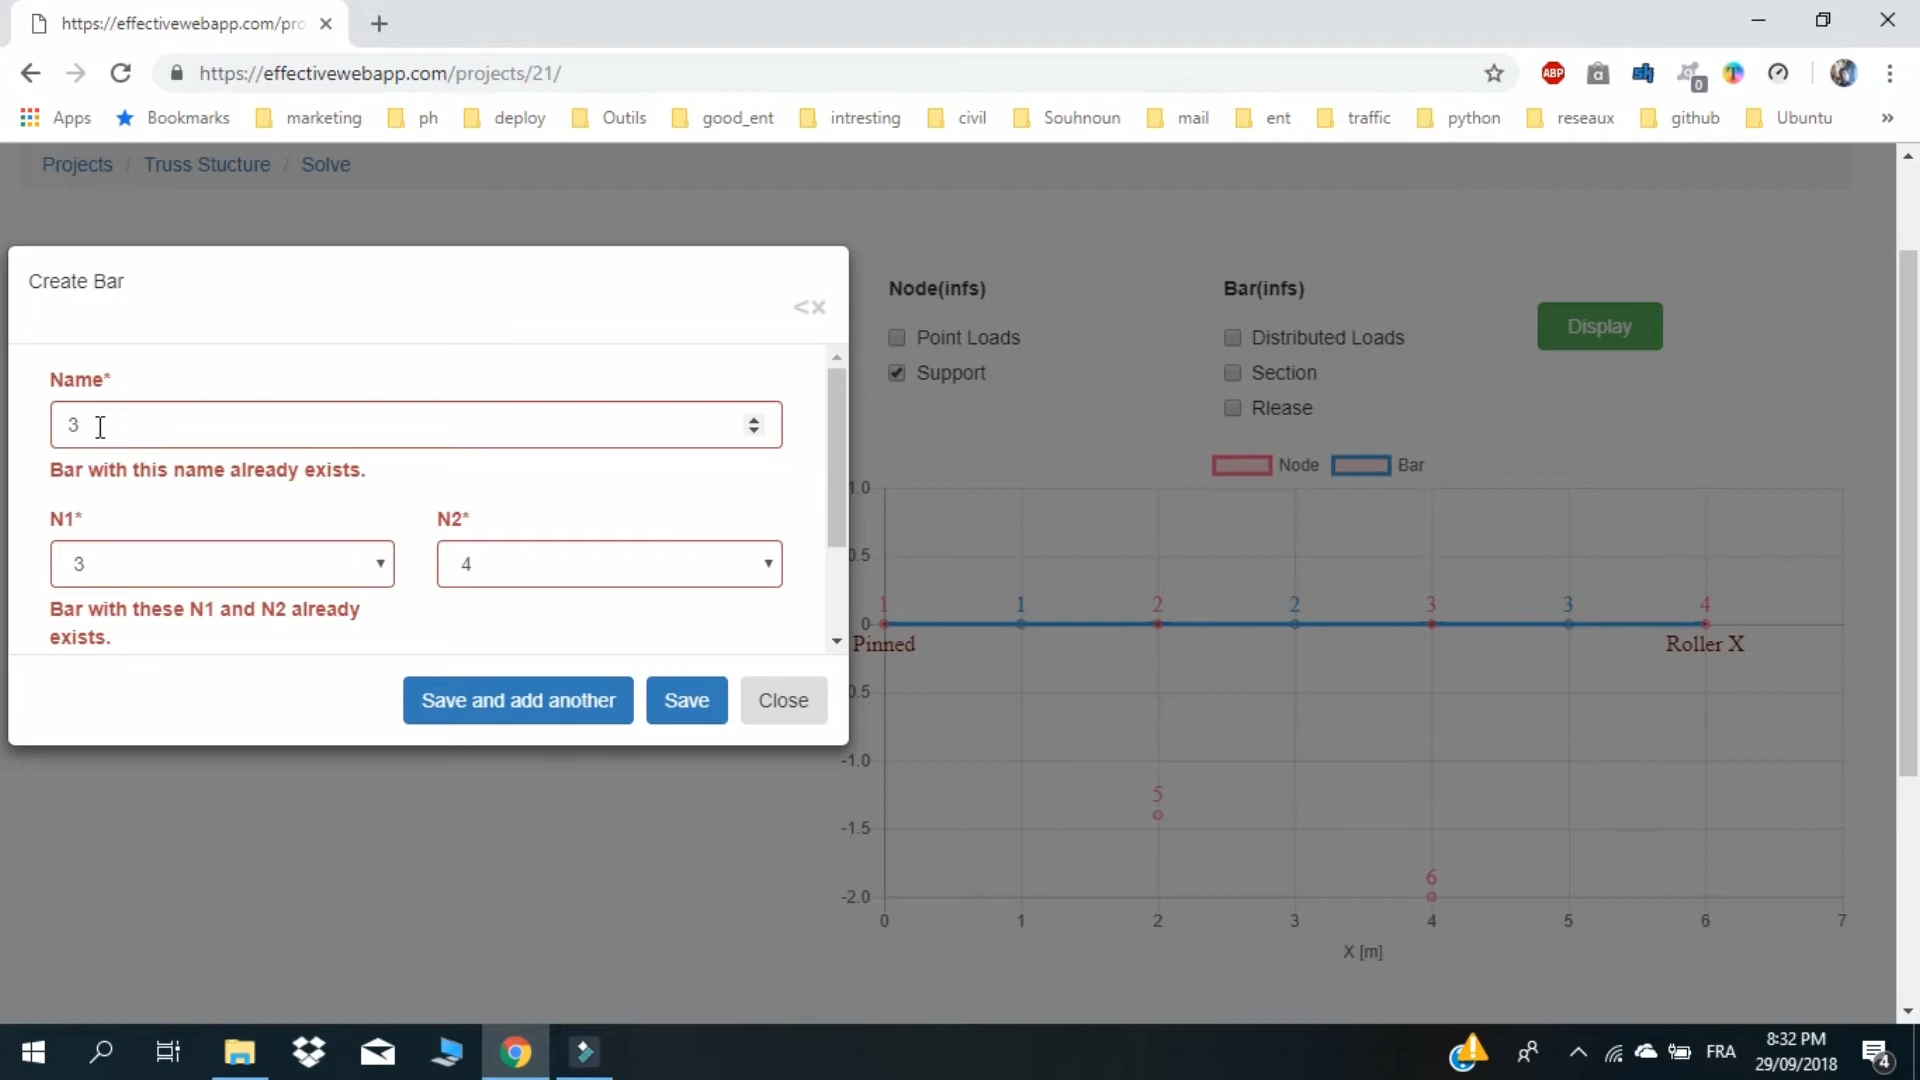 https://effectivewebapp.com/pro
https://effectivewebapp.com/projects/21/
ABP
0
Apps Bookmarks marketing ph deploy Outils good_ent intresting civil Souhnoun mail ent traffic python reseaux github Ubuntu »
Projects / Truss Stucture / Solve
Create Bar
<×
Name*
3
Bar with this name already exists.
N1* N2*
3 4
Bar with these N1 and N2 already
exists.
Save and add another Save Close
Node(infs) Bar(infs)
Display
Point Loads Distributed Loads
Support Section
Rlease
Node Bar
1.0
0.5
1 1 2 2 3 3 4
0
Pinned Roller X
0.5
-1.0
5
-1.5
6
-2.0
0 1 2 3 4 5 6 7
X [m]
FRA
8:32 PM
29/09/2018
4